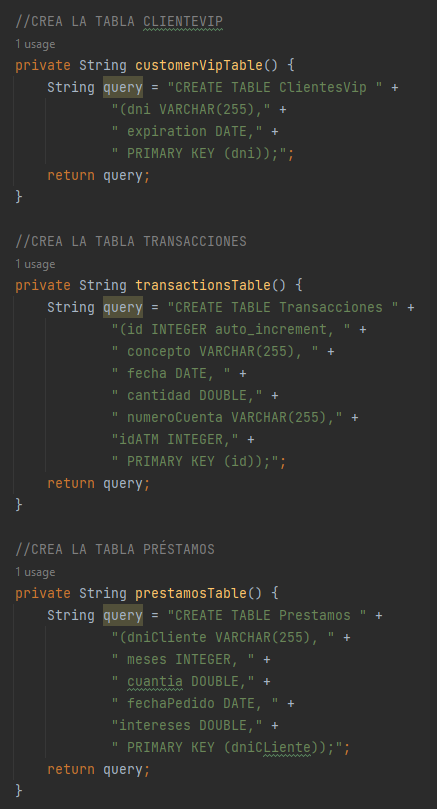 //CREA LA TABLA CLIENTEVIP
1 usage
private String customerVipTable() {
    String query = "CREATE TABLE ClientesVip " +
            "(dni VARCHAR(255)," +
            " expiration DATE," +
            " PRIMARY KEY (dni));";
    return query;
}

//CREA LA TABLA TRANSACCIONES
1 usage
private String transactionsTable() {
    String query = "CREATE TABLE Transacciones " +
            "(id INTEGER auto_increment, " +
            " concepto VARCHAR(255), " +
            " fecha DATE, " +
            " cantidad DOUBLE," +
            " numeroCuenta VARCHAR(255)," +
            "idATM INTEGER," +
            " PRIMARY KEY (id));";
    return query;
}

//CREA LA TABLA PRÉSTAMOS
1 usage
private String prestamosTable() {
    String query = "CREATE TABLE Prestamos " +
            "(dniCliente VARCHAR(255), " +
            " meses INTEGER, " +
            " cuantia DOUBLE," +
            " fechaPedido DATE, " +
            "intereses DOUBLE," +
            " PRIMARY KEY (dniCLiente));";
    return query;
}